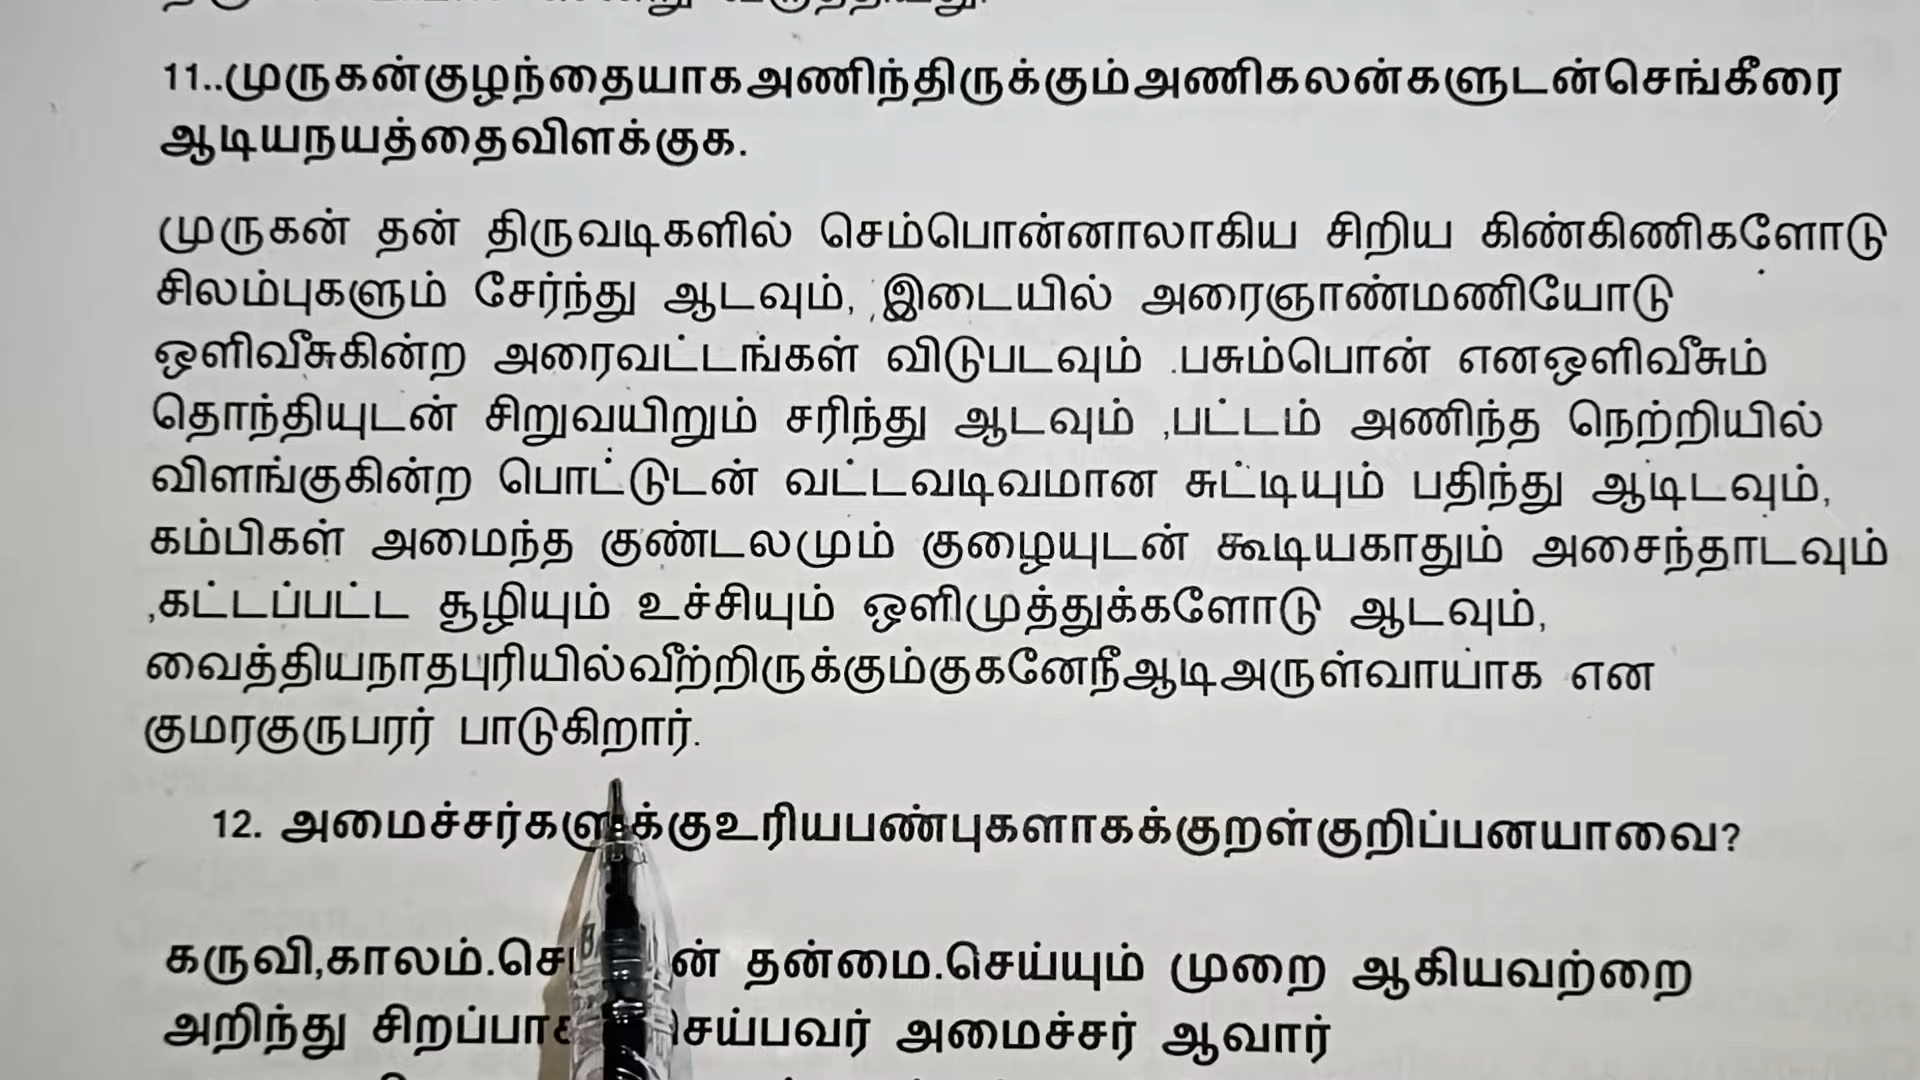 11..முருகன்குழந்தையாகஅணிந்திருக்கும்அணிகலன்களுடன்செங்கீரை
ஆடியநயத்தைவிளக்குக.
முருகன் தன் திருவடிகளில் செம்பொன்னாலாகிய சிறிய கிண்கிணிகளோடு
சிலம்புகளும் சேர்ந்து ஆடவும், இடையில் அரைஞாண்மணியோடு
ஒளிவீசுகின்ற அரைவட்டங்கள் விடுபடவும் .பசும்பொன் எனஒளிவீசும்
தொந்தியுடன் சிறுவயிறும் சரிந்து ஆடவும் ,பட்டம் அணிந்த நெற்றியில்
விளங்குகின்ற பொட்டுடன் வட்டவடிவமான சுட்டியும் பதிந்து ஆடிடவும்,
கம்பிகள் அமைந்த குண்டலமும் குழையுடன் கூடியகாதும் அசைந்தாடவும்
,கட்டப்பட்ட சூழியும் உச்சியும் ஒளிமுத்துக்களோடு ஆடவும்,
வைத்தியநாதபுரியில்வீற்றிருக்கும்குகனேநீஆடிஅருள்வாயாக என
குமரகுருபரர் பாடுகிறார்.
12. அமைச்சர்களுக்குஉரியபண்புகளாகக்குறள்குறிப்பனயாவை?
கருவி,காலம். தன்மை.செய்யும் முறை ஆகியவற்றை
அறிந்து அமைச்சர் ஆவார்